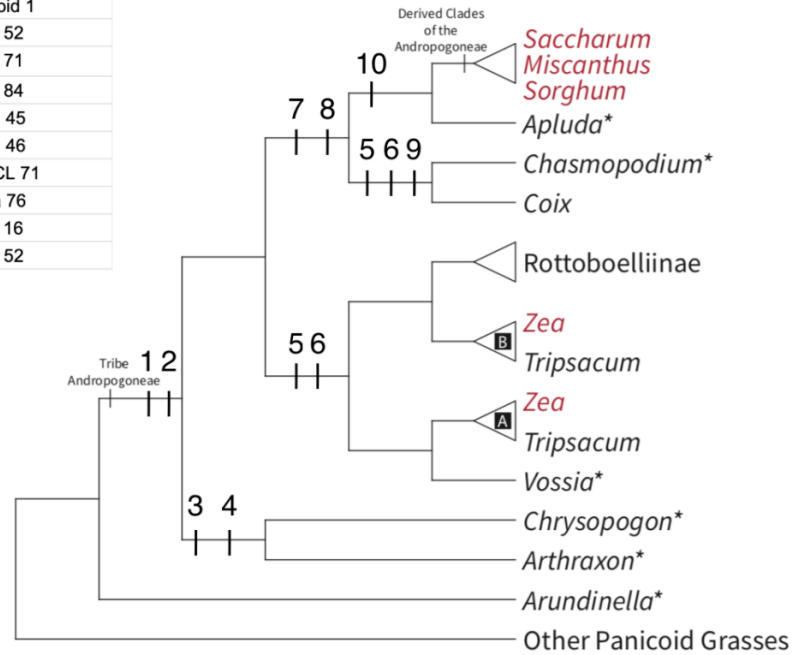 52
71
84
45
46
CL 71
76
16
52
Derived Clades
of the
Andropogoneae
Saccharum
Miscanthus
Sorghum
10
Apluda*
7 8
5 6 9
Chasmopodium*
Coix
Rottoboelliinae
Zea
B
Tripsacum
5 6
Tribe
Andropogoneae
1 2
Zea
A
Tripsacum
Vossia*
3 4
Chrysopogon*
Arthraxon*
Arundinella*
Other Panicoid Grasses